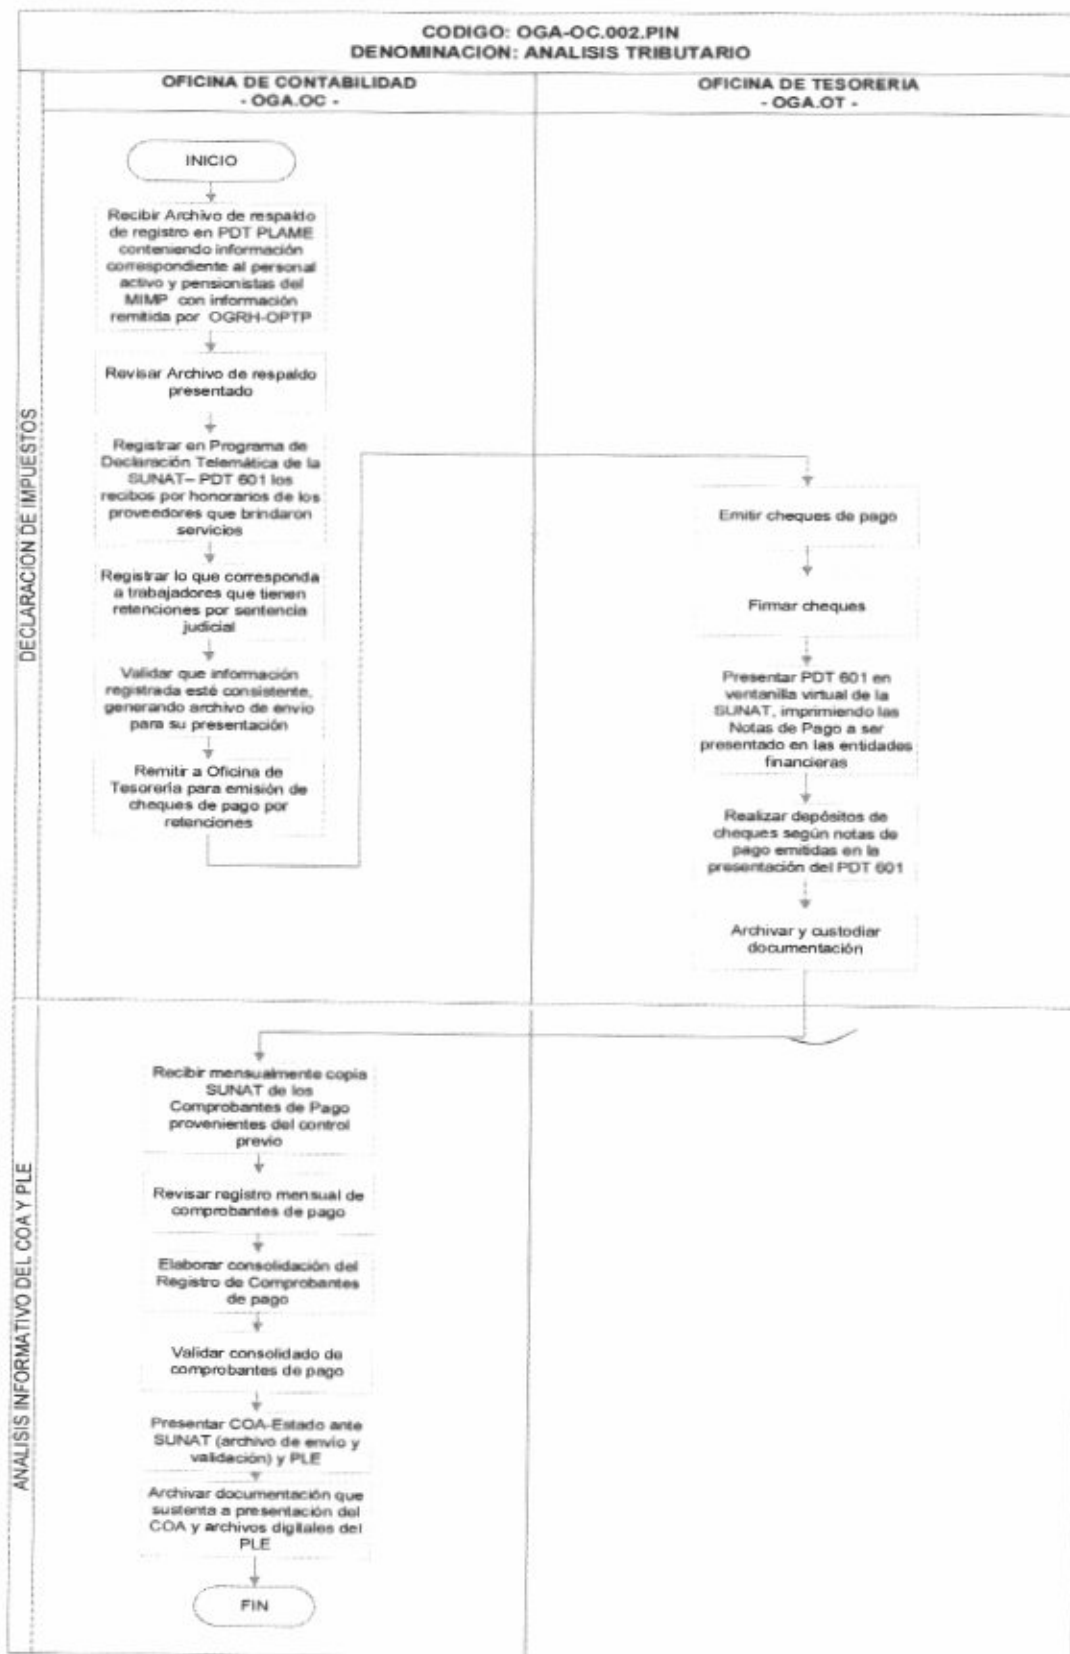 CODIGO: OGA-OC.002.PIN
DENOMINACION: ANALISIS TRIBUTARIO
OFICINA DE CONTABILIDAD
- OGA.OC -
OFICINA DE TESORERIA
- OGA.OT -
DECLARACION DE IMPUESTOS
INICIO
Recibir Archivo de respaldo
de registro en PDT PLAME
conteniendo información
correspondiente al personal
activo y pensionistas del
MIMP con información
remitida por OGRH-OPTP
Revisar Archivo de respaldo
presentado
Registrar en Programa de
Declaración Telemática de la
SUNAT– PDT 601 los
recibos por honorarios de los
proveedores que brindaron
servicios
Registrar lo que corresponda
a trabajadores que tienen
retenciones por sentencia
judicial
Validar que información
registrada esté consistente,
generando archivo de envío
para su presentación
Remitir a Oficina de
Tesorería para emisión de
cheques de pago por
retenciones
Emitir cheques de pago
Firmar cheques
Presentar PDT 601 en
ventanilla virtual de la
SUNAT, imprimiendo las
Notas de Pago a ser
presentado en las entidades
financieras
Realizar depósitos de
cheques según notas de
pago emitidas en la
presentación del PDT 601
Archivar y custodiar
documentación
ANALISIS INFORMATIVO DEL COA Y PLE
Recibir mensualmente copia
SUNAT de los
Comprobantes de Pago
provenientes del control
previo
Revisar registro mensual de
comprobantes de pago
Elaborar consolidación del
Registro de Comprobantes
de pago
Validar consolidado de
comprobantes de pago
Presentar COA-Estado ante
SUNAT (archivo de envío y
validación) y PLE
Archivar documentación que
sustenta a presentación del
COA y archivos digitales del
PLE
FIN